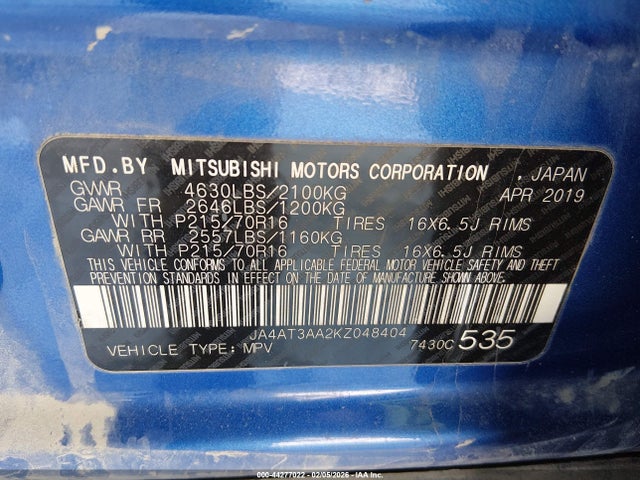 MFD.BY MITSUBISHI MOTORS CORPORATION , JAPAN
GVWR 4630LBS/2100KG APR 2019
GAWR FR 2646LBS/1200KG
WITH P215/70R16 TIRES 16X6.5J RIMS
GAWR RR 2557LBS/1160KG
WITH P215/70R16 TIRES 16X6.5J RIMS
THIS VEHICLE CONFORMS TO ALL APPLICABLE FEDERAL MOTOR VEHICLE SAFETY AND THEFT
PREVENTION STANDARDS IN EFFECT ON THE DATE OF MANUFACTURE SHOWN ABOVE.
JA4AT3AA2KZ048404
VEHICLE TYPE: MPV 7430C 535
000-44277022 - 02/05/2026 - IAA Inc.